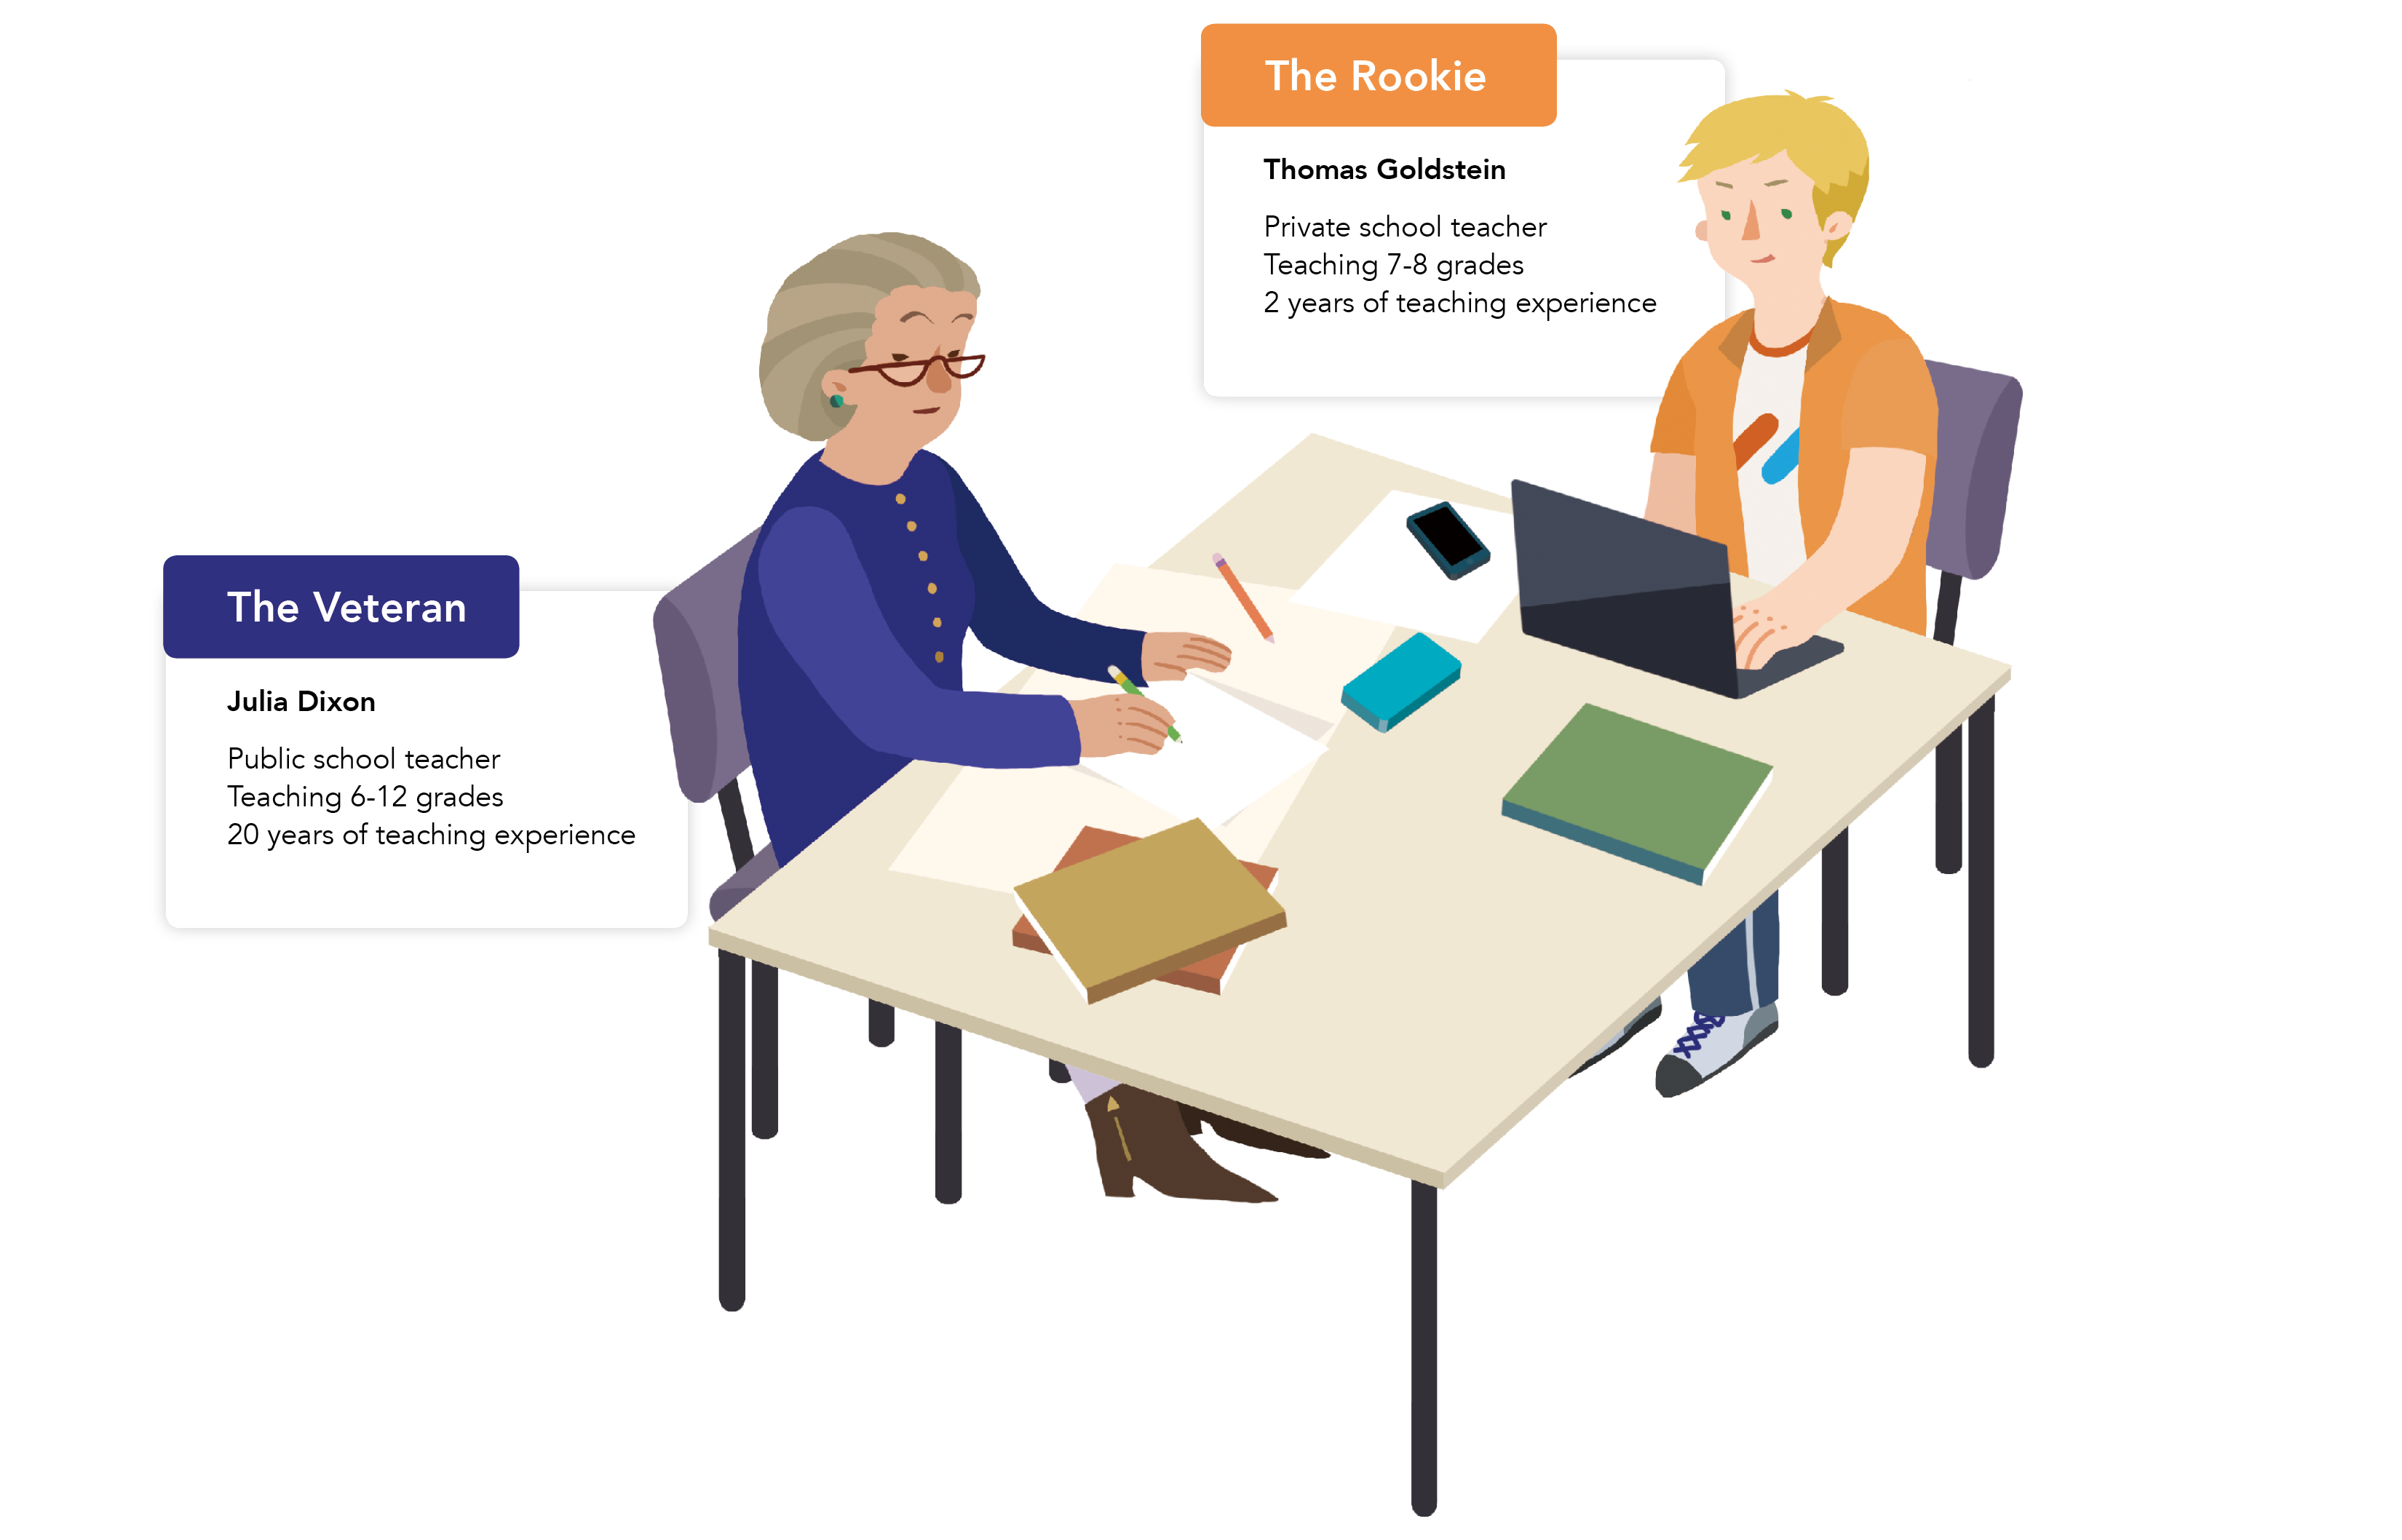 The Rookie
Thomas Goldstein
Private school teacher
Teaching 7-8 grades
2 years of teaching experience
The Veteran
Julia Dixon
Public school teacher
Teaching 6-12 grades
20 years of teaching experience